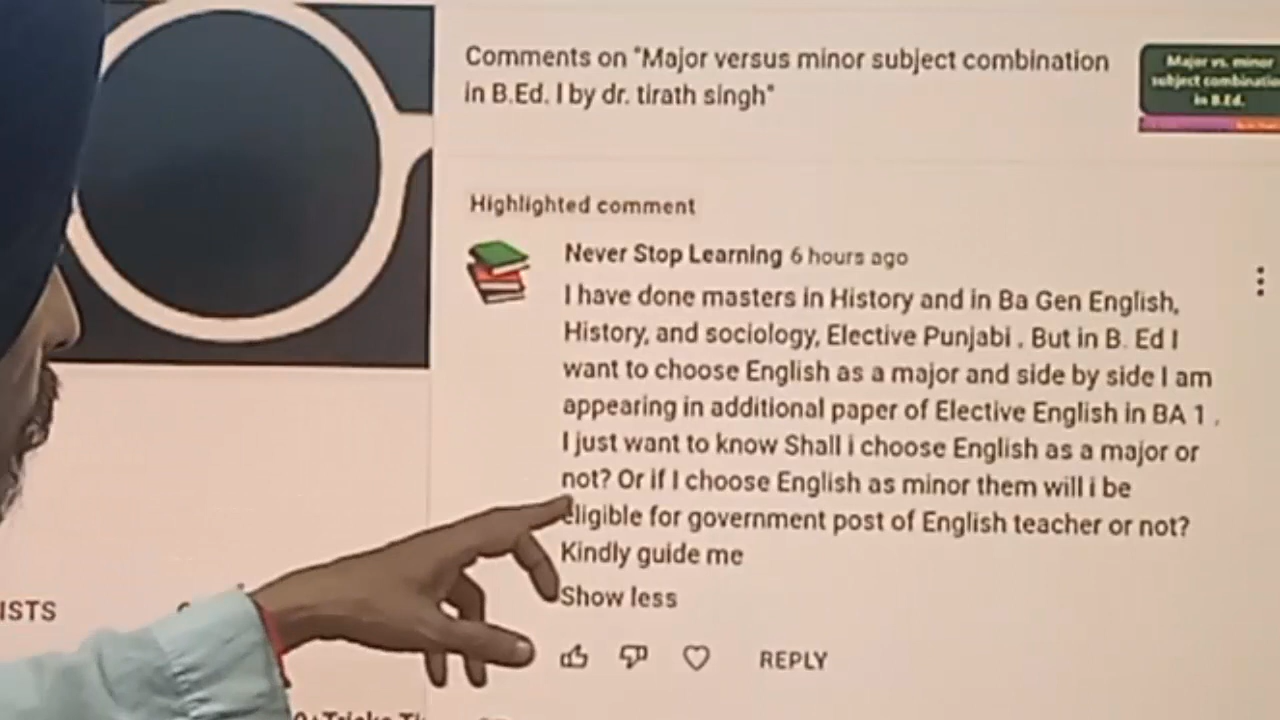 Comments on "Major versus minor subject combination
in B.Ed. I by dr. tirath singh"
Major vs. minor
subject combinatio
in B.Ed.
Highlighted comment
Never Stop Learning 6 hours ago
I have done masters in History and in Ba Gen English,
History, and sociology, Elective Punjabi . But in B. Ed I
want to choose English as a major and side by side I am
appearing in additional paper of Elective English in BA 1 .
I just want to know Shall i choose English as a major or
not? Or if I choose English as minor them will i be
eligible for government post of English teacher or not?
Kindly guide me
Show less
ISTS
REPLY